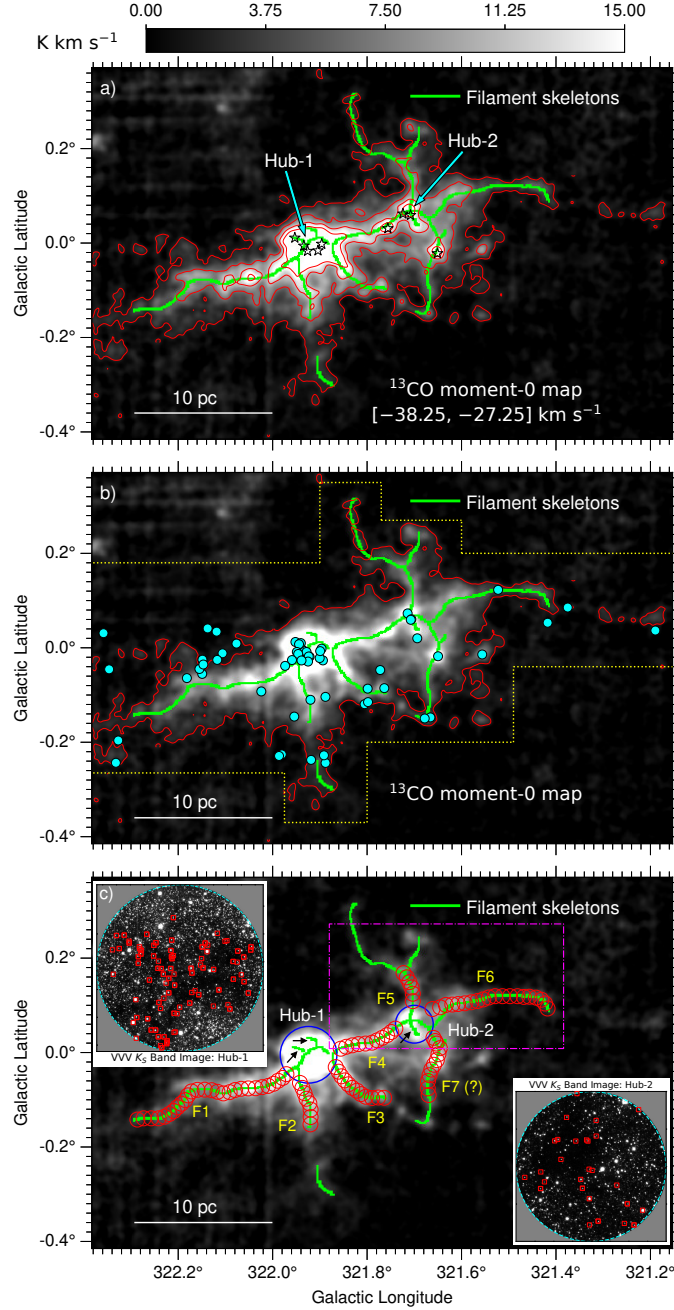 0.00 3.75 7.50 11.25 15.00
K km s⁻¹
a)
Filament skeletons
Hub-1
Hub-2
0.2°
0.0°
-0.2°
-0.4°
Galactic Latitude
10 pc
¹³CO moment-0 map
[−38.25, −27.25] km s⁻¹
b)
Filament skeletons
0.2°
0.0°
-0.2°
-0.4°
Galactic Latitude
10 pc
¹³CO moment-0 map
c)
Filament skeletons
VVV K_S Band Image: Hub-1
Hub-1
Hub-2
F1
F2
F3
F4
F5
F6
F7 (?)
VVV K_S Band Image: Hub-2
0.2°
0.0°
-0.2°
-0.4°
Galactic Latitude
10 pc
322.2° 322.0° 321.8° 321.6° 321.4° 321.2°
Galactic Longitude